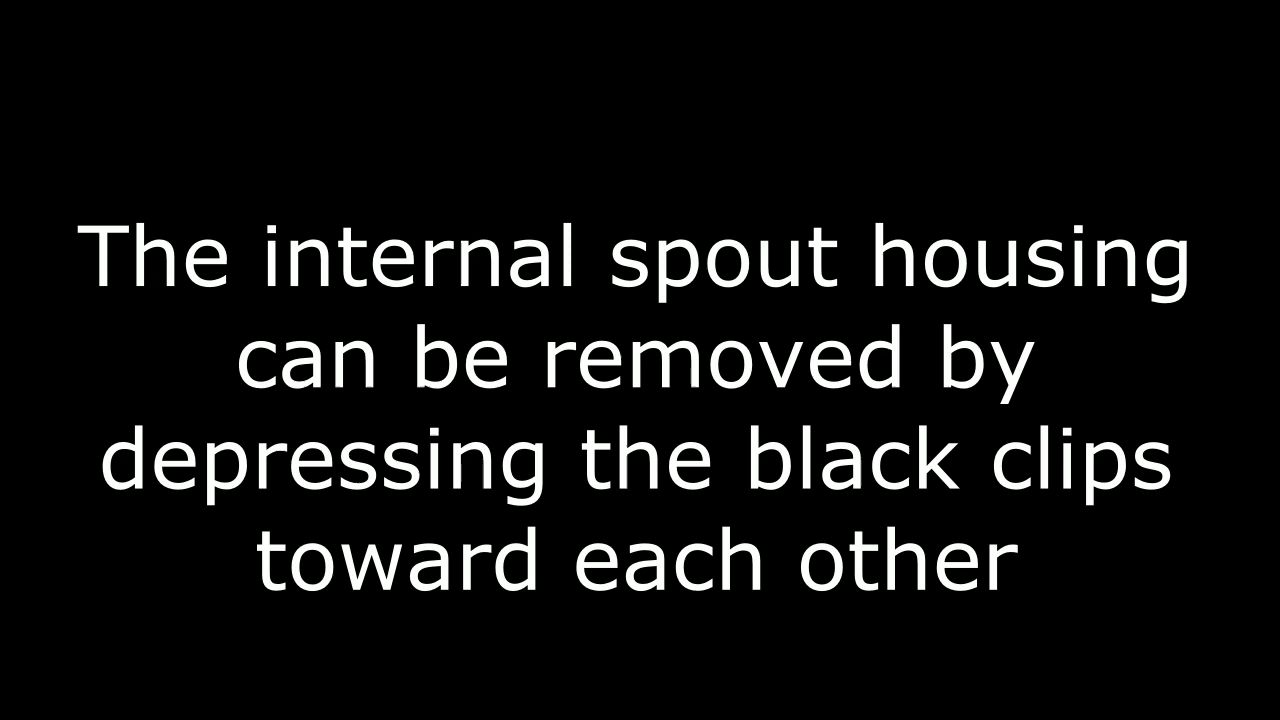 The internal spout housing
can be removed by
depressing the black clips
toward each other